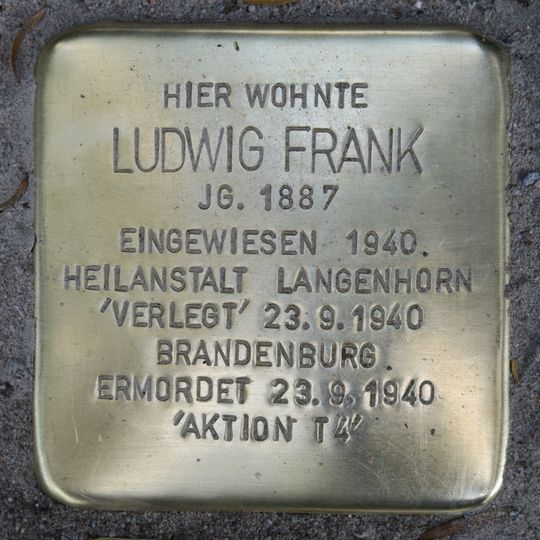 HIER WOHNTE
LUDWIG FRANK
JG. 1887
EINGEWIESEN 1940
HEILANSTALT LANGENHORN
'VERLEGT' 23.9.1940
BRANDENBURG
ERMORDET 23.9.1940
'AKTION T4'